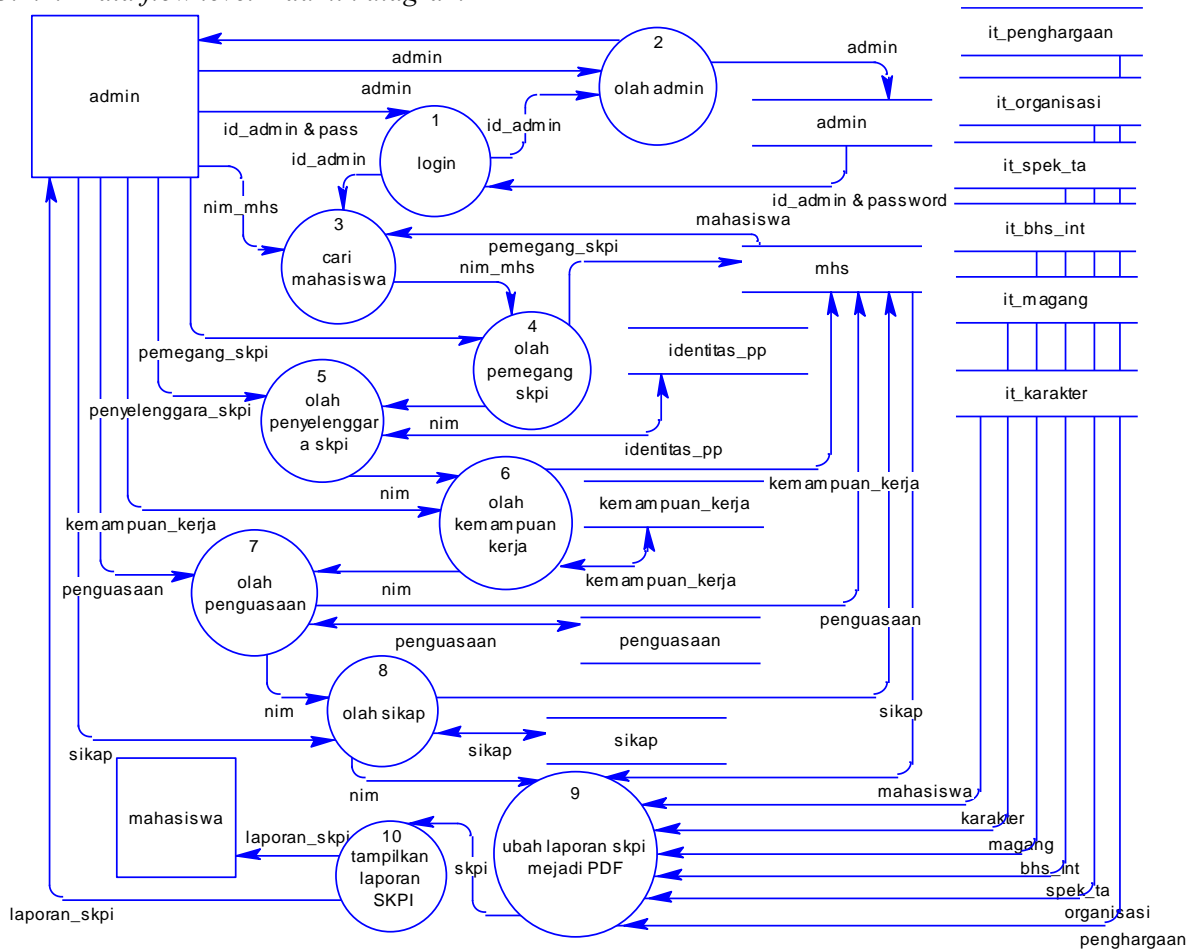 admin
admin
admin
id_admin & pass
2
olah admin
admin
it_penghargaan
1
login
id_admin
id_admin
admin
it_organisasi
it_spek_ta
nim_mhs
id_admin & password
mahasiswa
3
cari
mahasiswa
pemegang_skpi
nim_mhs
mhs
it_bhs_int
it_magang
4
olah
pemegang
skpi
pemegang_skpi
identitas_pp
5
olah
penyelenggar
a skpi
penyelenggara_skpi
nim
identitas_pp
it_karakter
nim
6
olah
kemampuan
kerja
kemampuan_kerja
kemampuan_kerja
kemampuan_kerja
kemampuan_kerja
7
olah
penguasaan
penguasaan
nim
penguasaan
penguasaan
penguasaan
8
olah sikap
nim
sikap
sikap
sikap
sikap
nim
mahasiswa
laporan_skpi
10
tampilkan
laporan
SKPI
skpi
9
ubah laporan skpi
mejadi PDF
mahasiswa
karakter
magang
bhs_int
spek_ta
organisasi
penghargaan
laporan_skpi